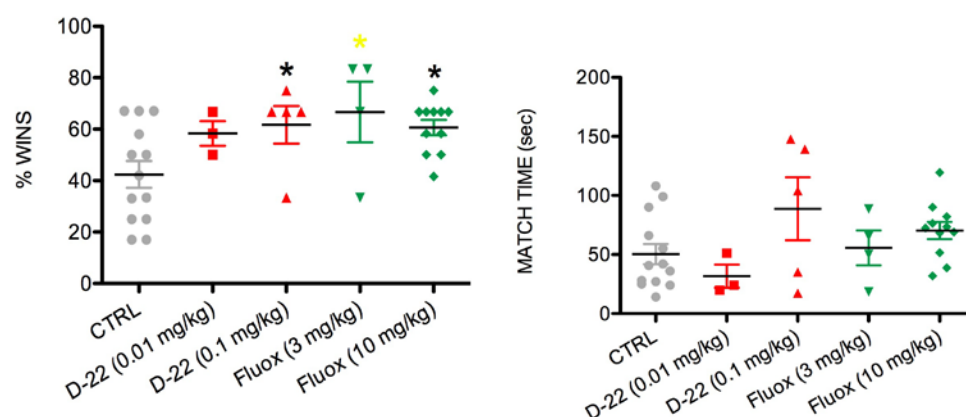 100
80
60
40
20
0
% WINS
* * *
CTRL
D-22 (0.01 mg/kg)
D-22 (0.1 mg/kg)
Fluox (3 mg/kg)
Fluox (10 mg/kg)
200
150
100
50
0
MATCH TIME (sec)
CTRL
D-22 (0.01 mg/kg)
D-22 (0.1 mg/kg)
Fluox (3 mg/kg)
Fluox (10 mg/kg)